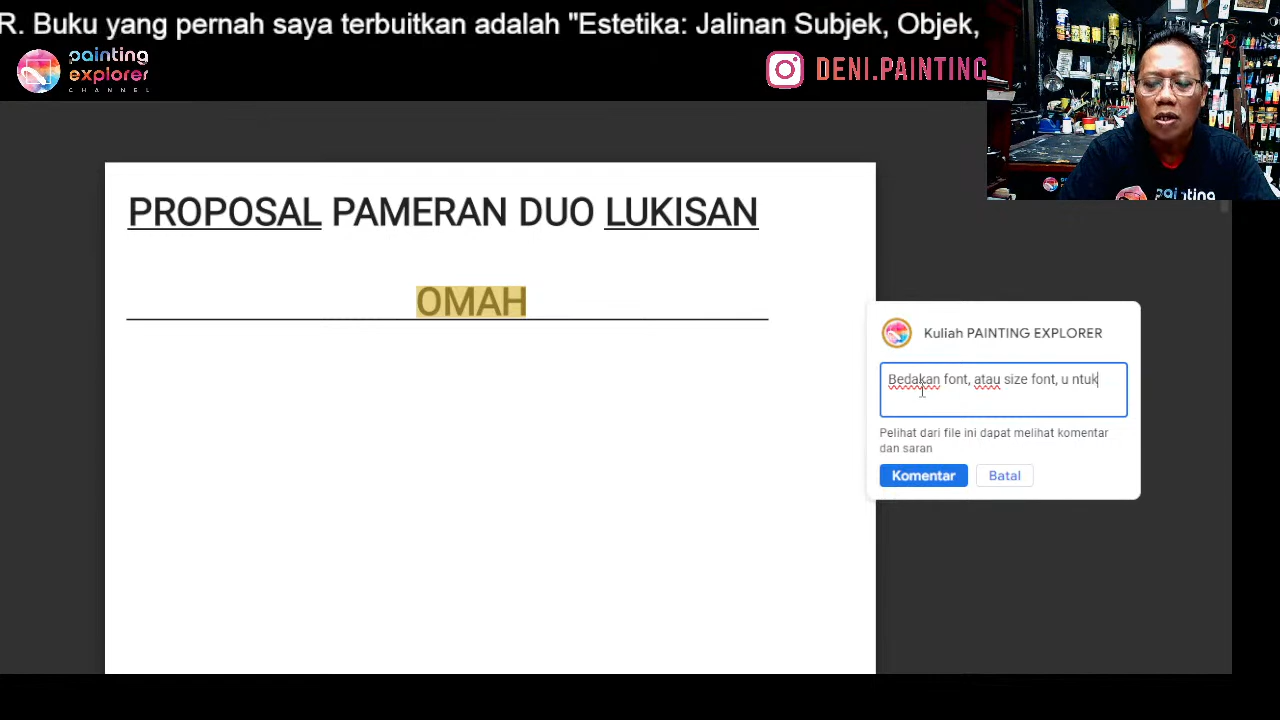 R. Buku yang pernah saya terbuitkan adalah "Estetika: Jalinan Subjek, Objek,
painting
explorer
CHANNEL
DENI.PAINTING
PROPOSAL PAMERAN DUO LUKISAN
OMAH
Kuliah PAINTING EXPLORER
Bedakan font, atau size font, u ntuk
Pelihat dari file ini dapat melihat komentar
dan saran
Komentar
Batal